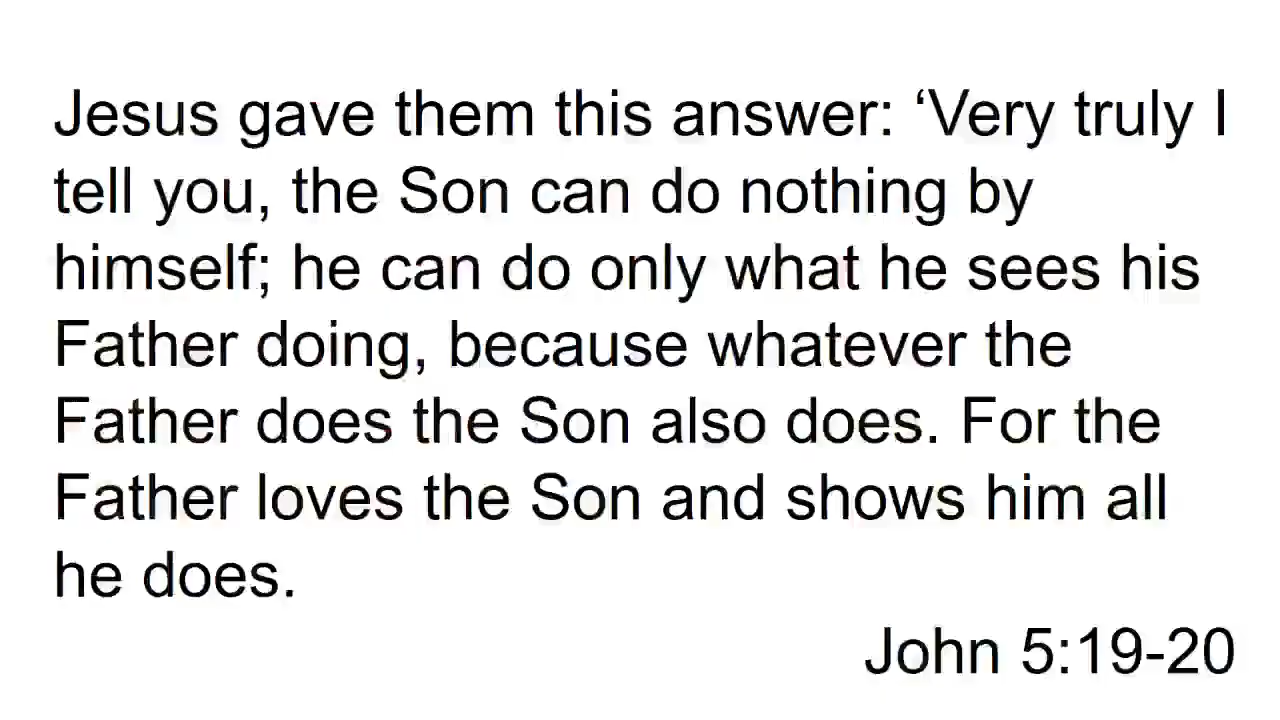 Jesus gave them this answer: ‘Very truly I
tell you, the Son can do nothing by
himself; he can do only what he sees his
Father doing, because whatever the
Father does the Son also does. For the
Father loves the Son and shows him all
he does.
John 5:19-20